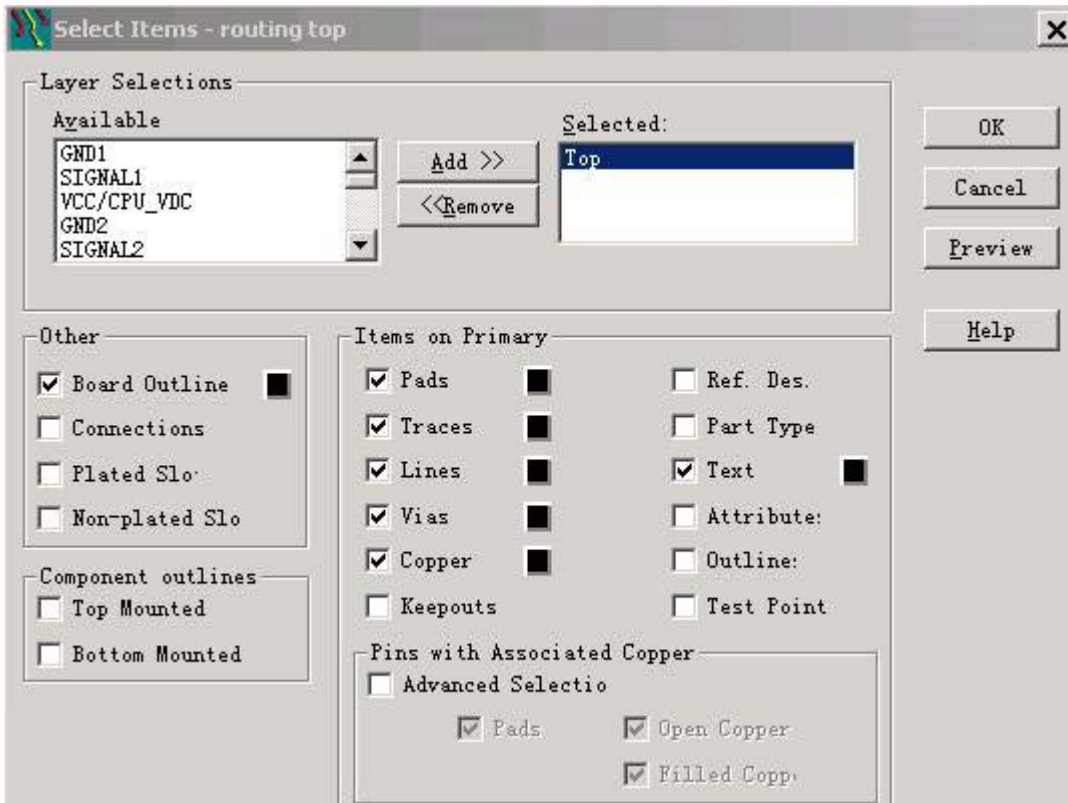 Select Items - routing top
Layer Selections
Available
GND1
SIGNAL1
VCC/CPU_VDC
GND2
SIGNAL2
Add >>
<<Remove
Selected:
Top
OK
Cancel
Preview
Help
Other
Board Outline
Connections
Plated Slo
Non-plated Slo
Component outlines
Top Mounted
Bottom Mounted
Items on Primary
Pads
Traces
Lines
Vias
Copper
Keepouts
Ref. Des.
Part Type
Text
Attribute:
Outline:
Test Point
Pins with Associated Copper
Advanced Selectio
Pads
Open Copper
Filled Copp